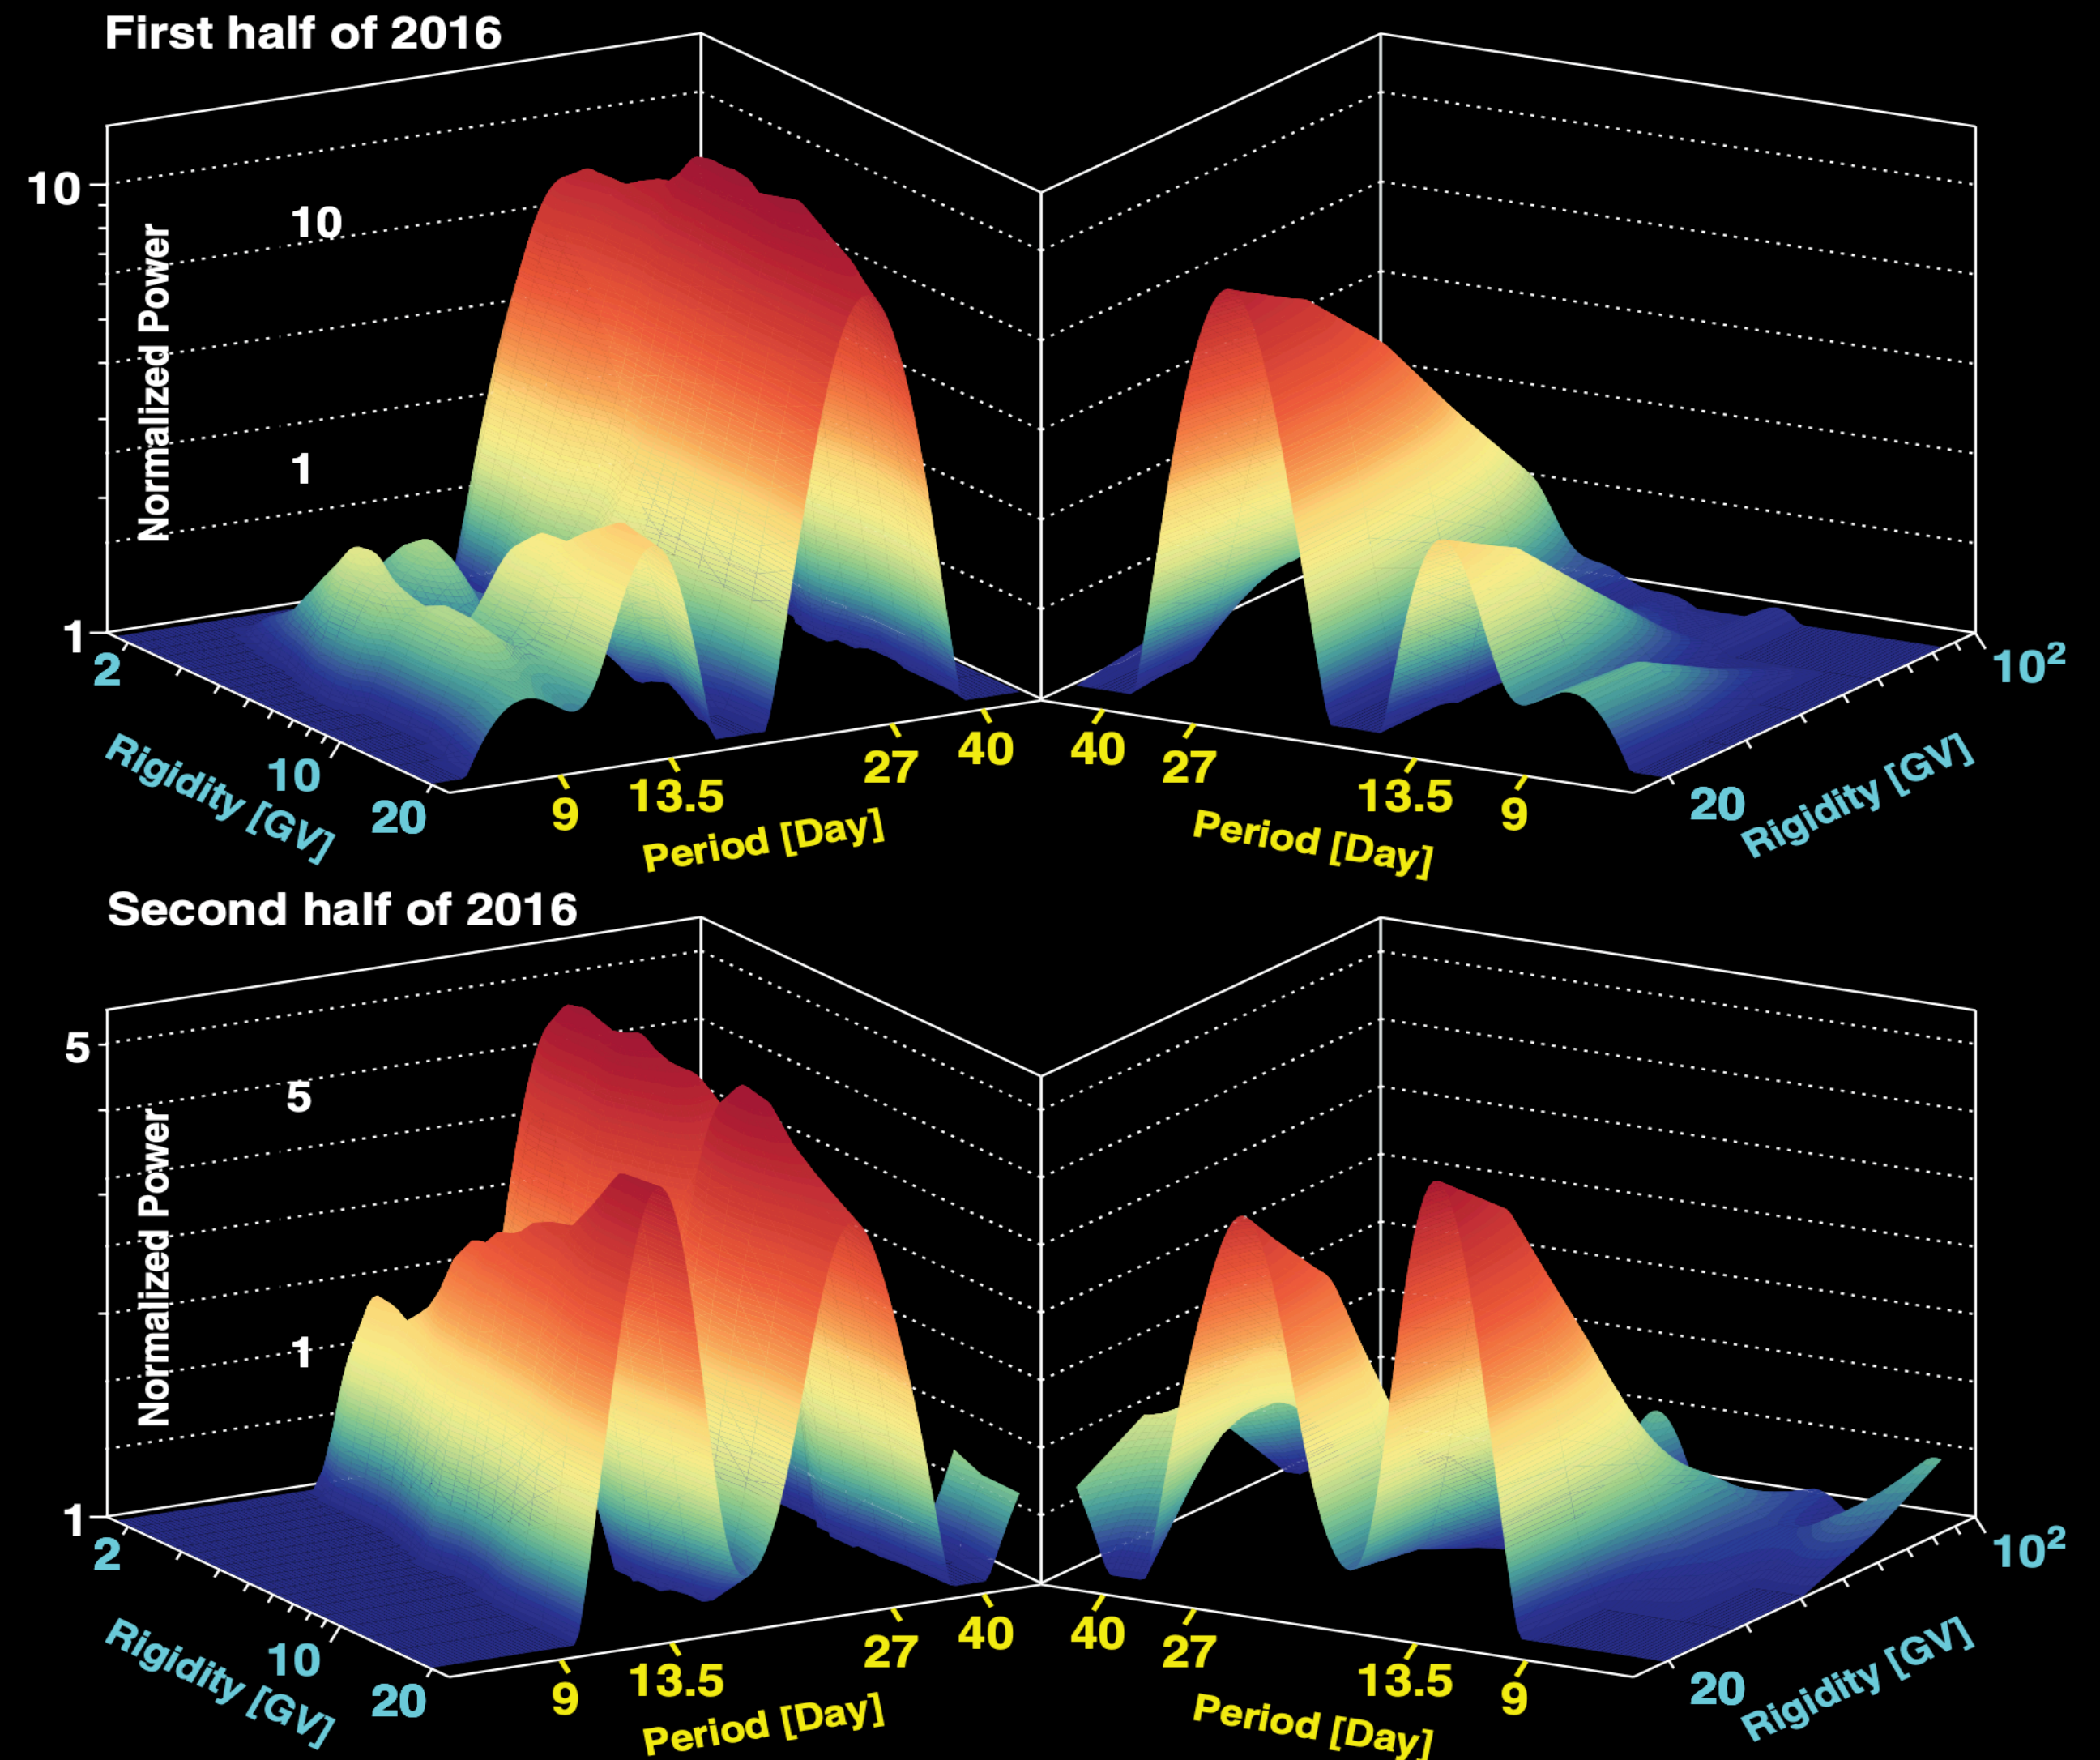 First half of 2016
10
10
Normalized Power
1
1
2
10
20
Rigidity [GV]
9
13.5
27
40
Period [Day]
40
27
13.5
9
Period [Day]
20
10²
Rigidity [GV]
Second half of 2016
5
5
Normalized Power
1
1
2
10
20
Rigidity [GV]
9
13.5
27
40
Period [Day]
40
27
13.5
9
Period [Day]
20
10²
Rigidity [GV]